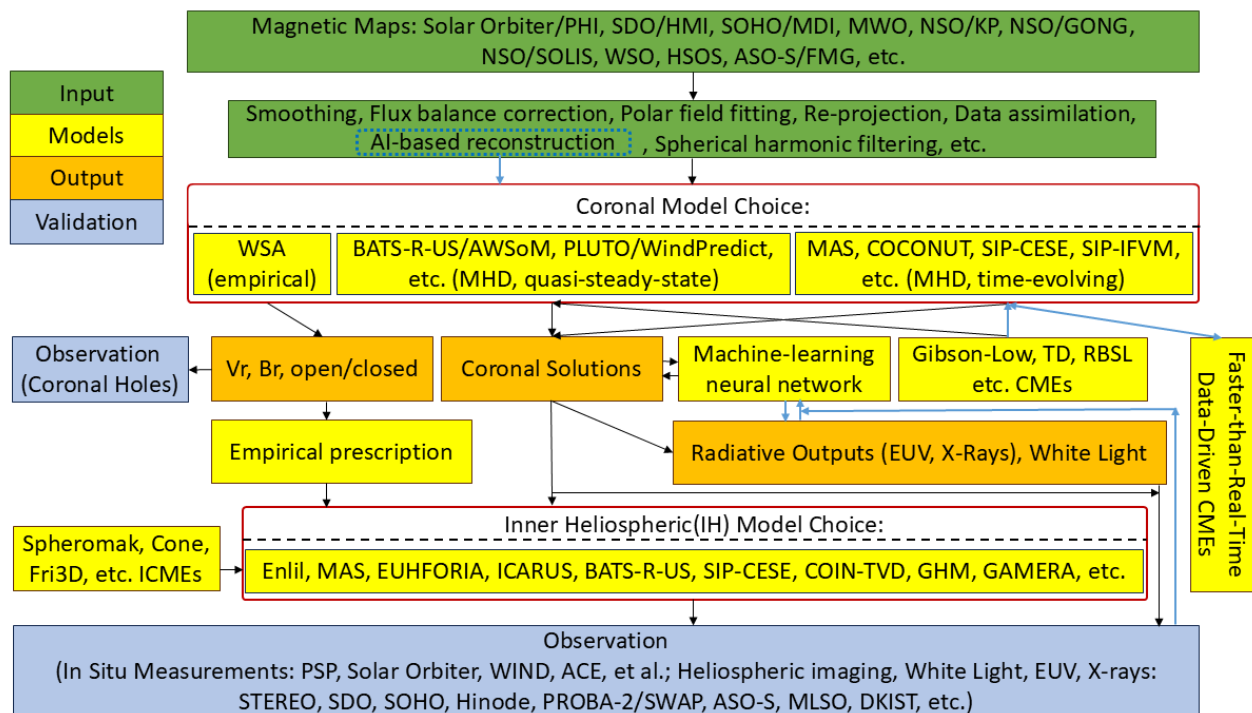 Magnetic Maps: Solar Orbiter/PHI, SDO/HMI, SOHO/MDI, MWO, NSO/KP, NSO/GONG,
NSO/SOLIS, WSO, HSOS, ASO-S/FMG, etc.
Input
Models
Output
Validation
Smoothing, Flux balance correction, Polar field fitting, Re-projection, Data assimilation,
AI-based reconstruction , Spherical harmonic filtering, etc.
Coronal Model Choice:
WSA
(empirical)
BATS-R-US/AWSoM, PLUTO/WindPredict,
etc. (MHD, quasi-steady-state)
MAS, COCONUT, SIP-CESE, SIP-IFVM,
etc. (MHD, time-evolving)
Observation
(Coronal Holes)
Vr, Br, open/closed
Coronal Solutions
Machine-learning
neural network
Gibson-Low, TD, RBSL
etc. CMEs
Faster-than-Real-Time
Data-Driven CMEs
Empirical prescription
Radiative Outputs (EUV, X-Rays), White Light
Inner Heliospheric(IH) Model Choice:
Spheromak, Cone,
Fri3D, etc. ICMEs
Enlil, MAS, EUHFORIA, ICARUS, BATS-R-US, SIP-CESE, COIN-TVD, GHM, GAMERA, etc.
Observation
(In Situ Measurements: PSP, Solar Orbiter, WIND, ACE, et al.; Heliospheric imaging, White Light, EUV, X-rays:
STEREO, SDO, SOHO, Hinode, PROBA-2/SWAP, ASO-S, MLSO, DKIST, etc.)